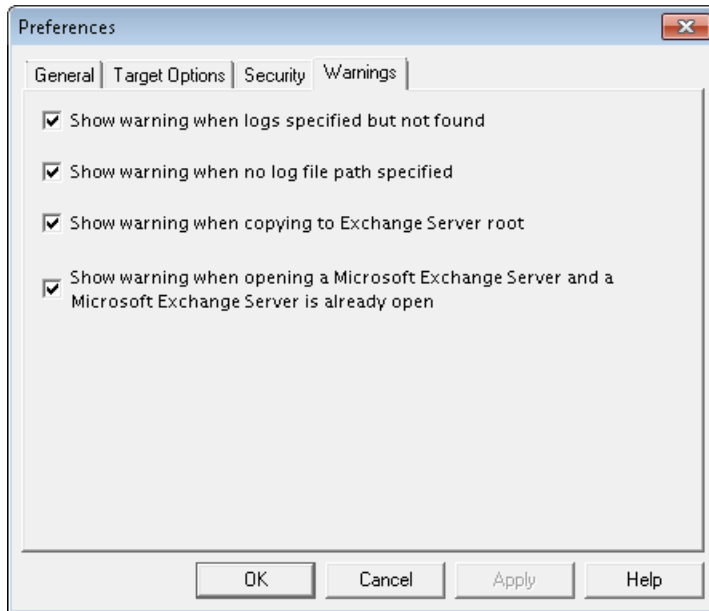 Preferences
General
Target Options
Security
Warnings
Show warning when logs specified but not found
Show warning when no log file path specified
Show warning when copying to Exchange Server root
Show warning when opening a Microsoft Exchange Server and a
Microsoft Exchange Server is already open
OK
Cancel
Apply
Help